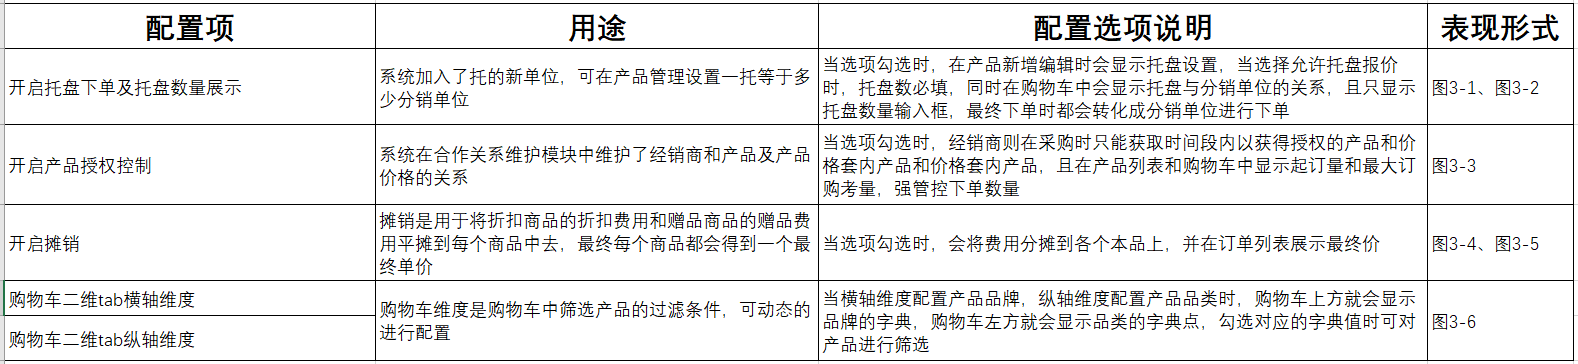 配置项
用途
配置选项说明
表现形式
开启托盘下单及托盘数量展示
系统加入了托的新单位，可在产品管理设置一托等于多
少分销单位
当选项勾选时，在产品新增编辑时会显示托盘设置，当选择允许托盘报价
时，托盘数必填，同时在购物车中会显示托盘与分销单位的关系，且只显示
托盘数量输入框，最终下单时都会转化成分销单位进行下单
图3-1、图3-2
开启产品授权控制
系统在合作关系维护模块中维护了经销商和产品及产品
价格的关系
当选项勾选时，经销商则在采购时只能获取时间段内以获得授权的产品和价
格套内产品和价格套内产品，且在产品列表和购物车中显示起订量和最大订
购考量，强管控下单数量
图3-3
开启摊销
摊销是用于将折扣商品的折扣费用和赠品商品的赠品费
用平摊到每个商品中去，最终每个商品都会得到一个最
终单价
当选项勾选时，会将费用分摊到各个本品上，并在订单列表展示最终价
图3-4、图3-5
购物车二维tab横轴维度
购物车二维tab纵轴维度
购物车维度是购物车中筛选产品的过滤条件，可动态的
进行配置
当横轴维度配置产品品牌，纵轴维度配置产品品类时，购物车上方就会显示
品牌的字典，购物车左方就会显示品类的字典点，勾选对应的字典值时可对
产品进行筛选
图3-6